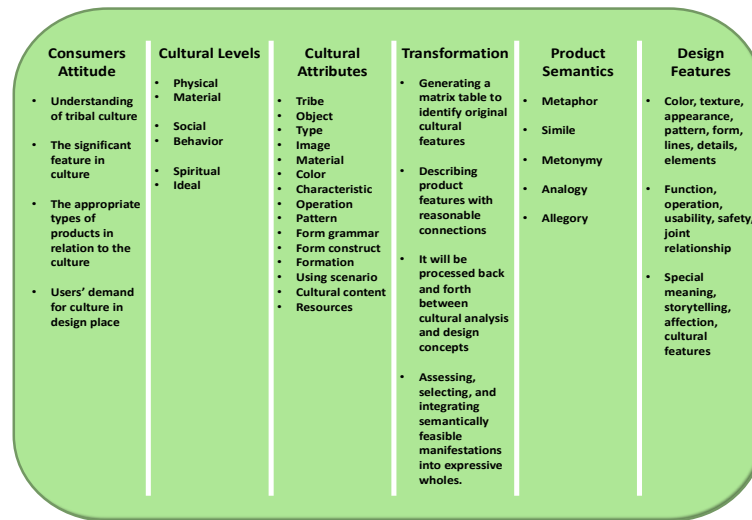 Consumers
Attitude
• Understanding
of tribal culture
• The significant
feature in
culture
• The appropriate
types of
products in
relation to the
culture
• Users' demand
for culture in
design place
Cultural Levels
• Physical
• Material
• Social
• Behavior
• Spiritual
• Ideal
Cultural
Attributes
• Tribe
• Object
• Type
• Image
• Material
• Color
• Characteristic
• Operation
• Pattern
• Form grammar
• Form construct
• Formation
• Using scenario
• Cultural content
• Resources
Transformation
• Generating a
matrix table to
identify original
cultural
features
• Describing
product
features with
reasonable
connections
• It will be
processed back
and forth
between
cultural analysis
and design
concepts
• Assessing,
selecting, and
integrating
semantically
feasible
manifestations
into expressive
wholes.
Product
Semantics
• Metaphor
• Simile
• Metonymy
• Analogy
• Allegory
Design
Features
• Color, texture,
appearance,
pattern, form,
lines, details,
elements
• Function,
operation,
usability, safety,
joint
relationship
• Special
meaning,
storytelling,
affection,
cultural
features